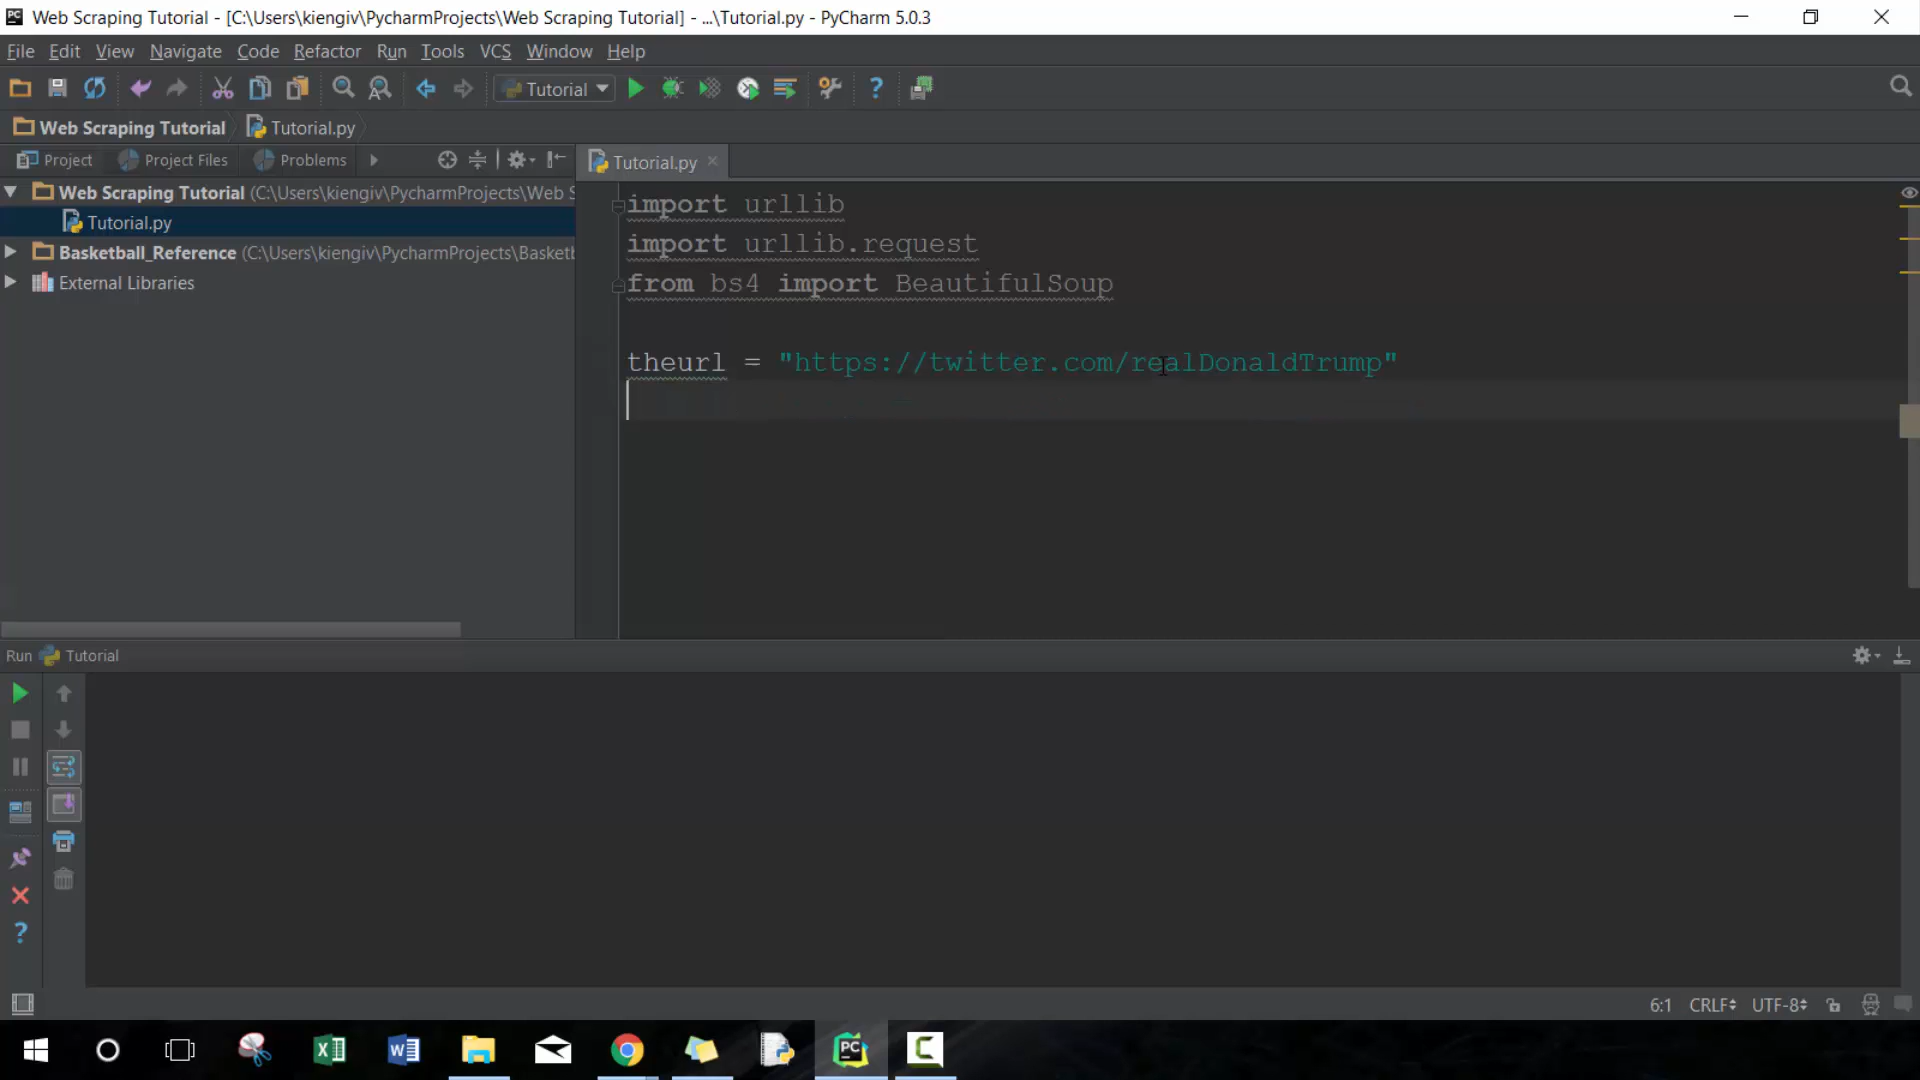 Web Scraping Tutorial - [C:\Users\kiengiv\PycharmProjects\Web Scraping Tutorial] - ...\Tutorial.py - PyCharm 5.0.3
File Edit View Navigate Code Refactor Run Tools VCS Window Help
Tutorial
Web Scraping Tutorial Tutorial.py
Project Project Files Problems
Tutorial.py
Web Scraping Tutorial (C:\Users\kiengiv\PycharmProjects\Web S
Tutorial.py
Basketball_Reference (C:\Users\kiengiv\PycharmProjects\Basketb
External Libraries
import urllib
import urllib.request
from bs4 import BeautifulSoup
theurl = "https://twitter.com/realDonaldTrump"
Run Tutorial
6:1 CRLF UTF-8